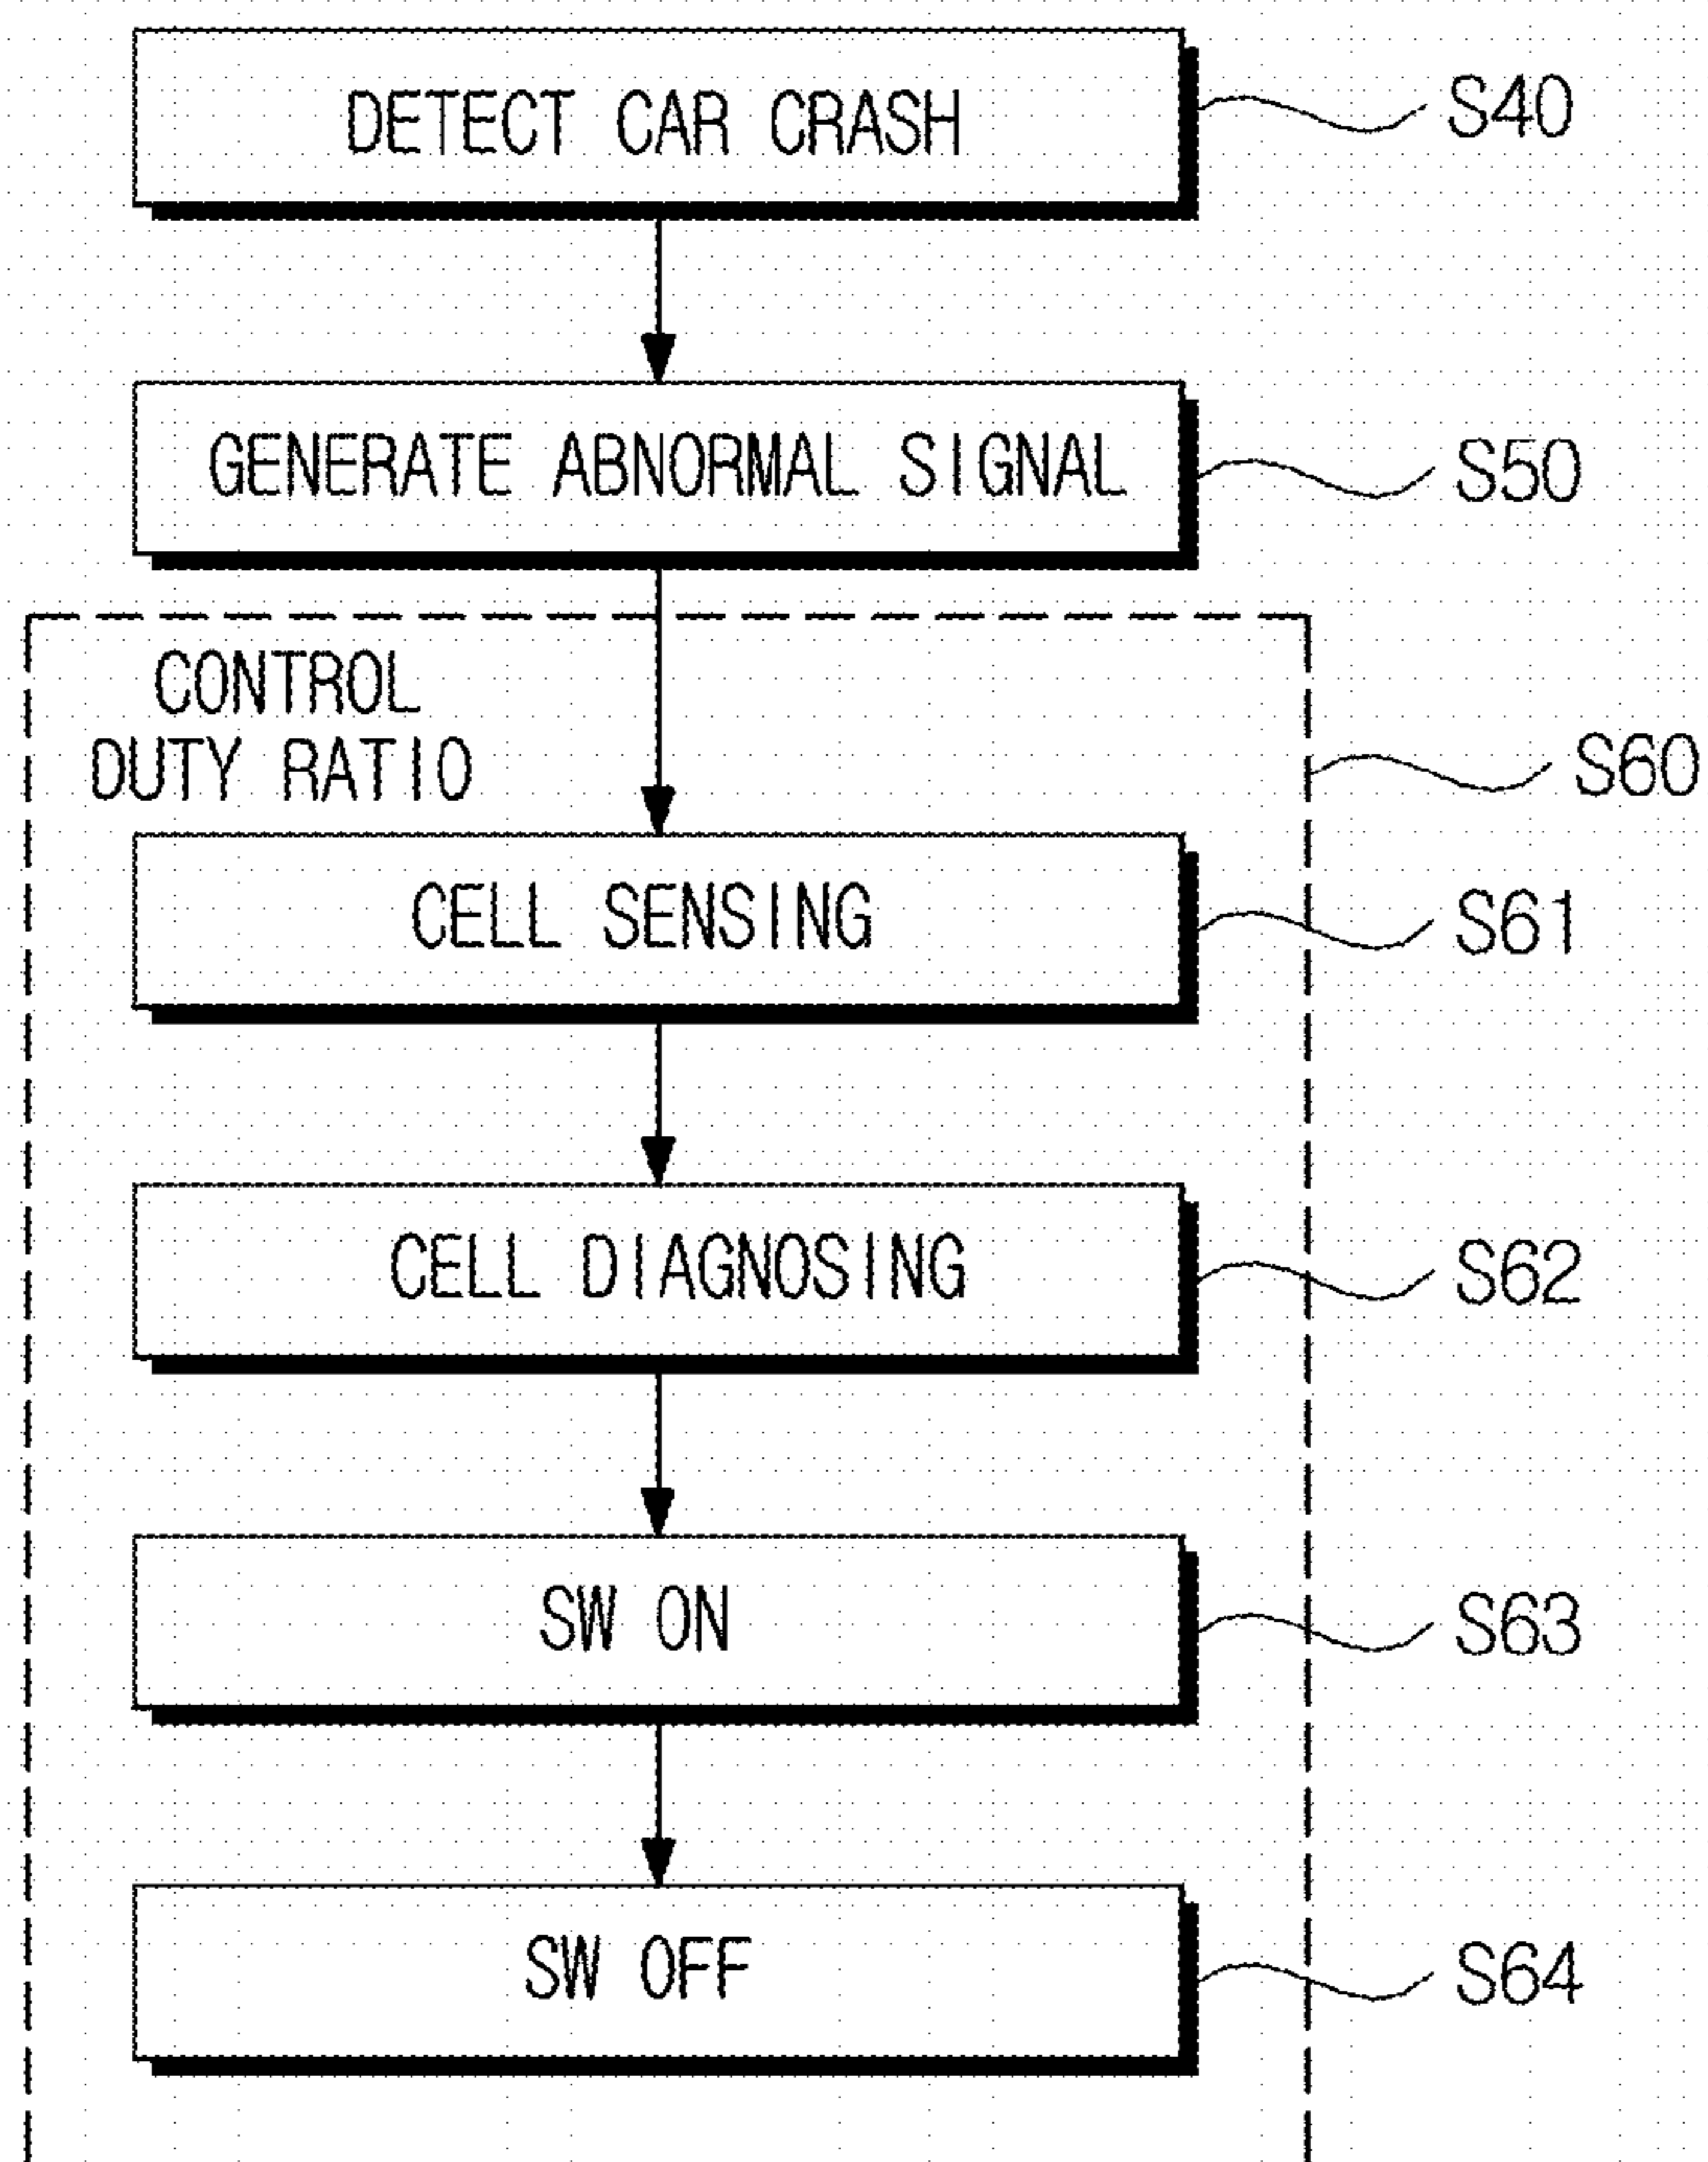 DETECT CAR CRASH
S40
GENERATE ABNORMAL SIGNAL
S50
CONTROL
DUTY RATIO
S60
CELL SENSING
S61
CELL DIAGNOSING
S62
SW ON
S63
SW OFF
S64